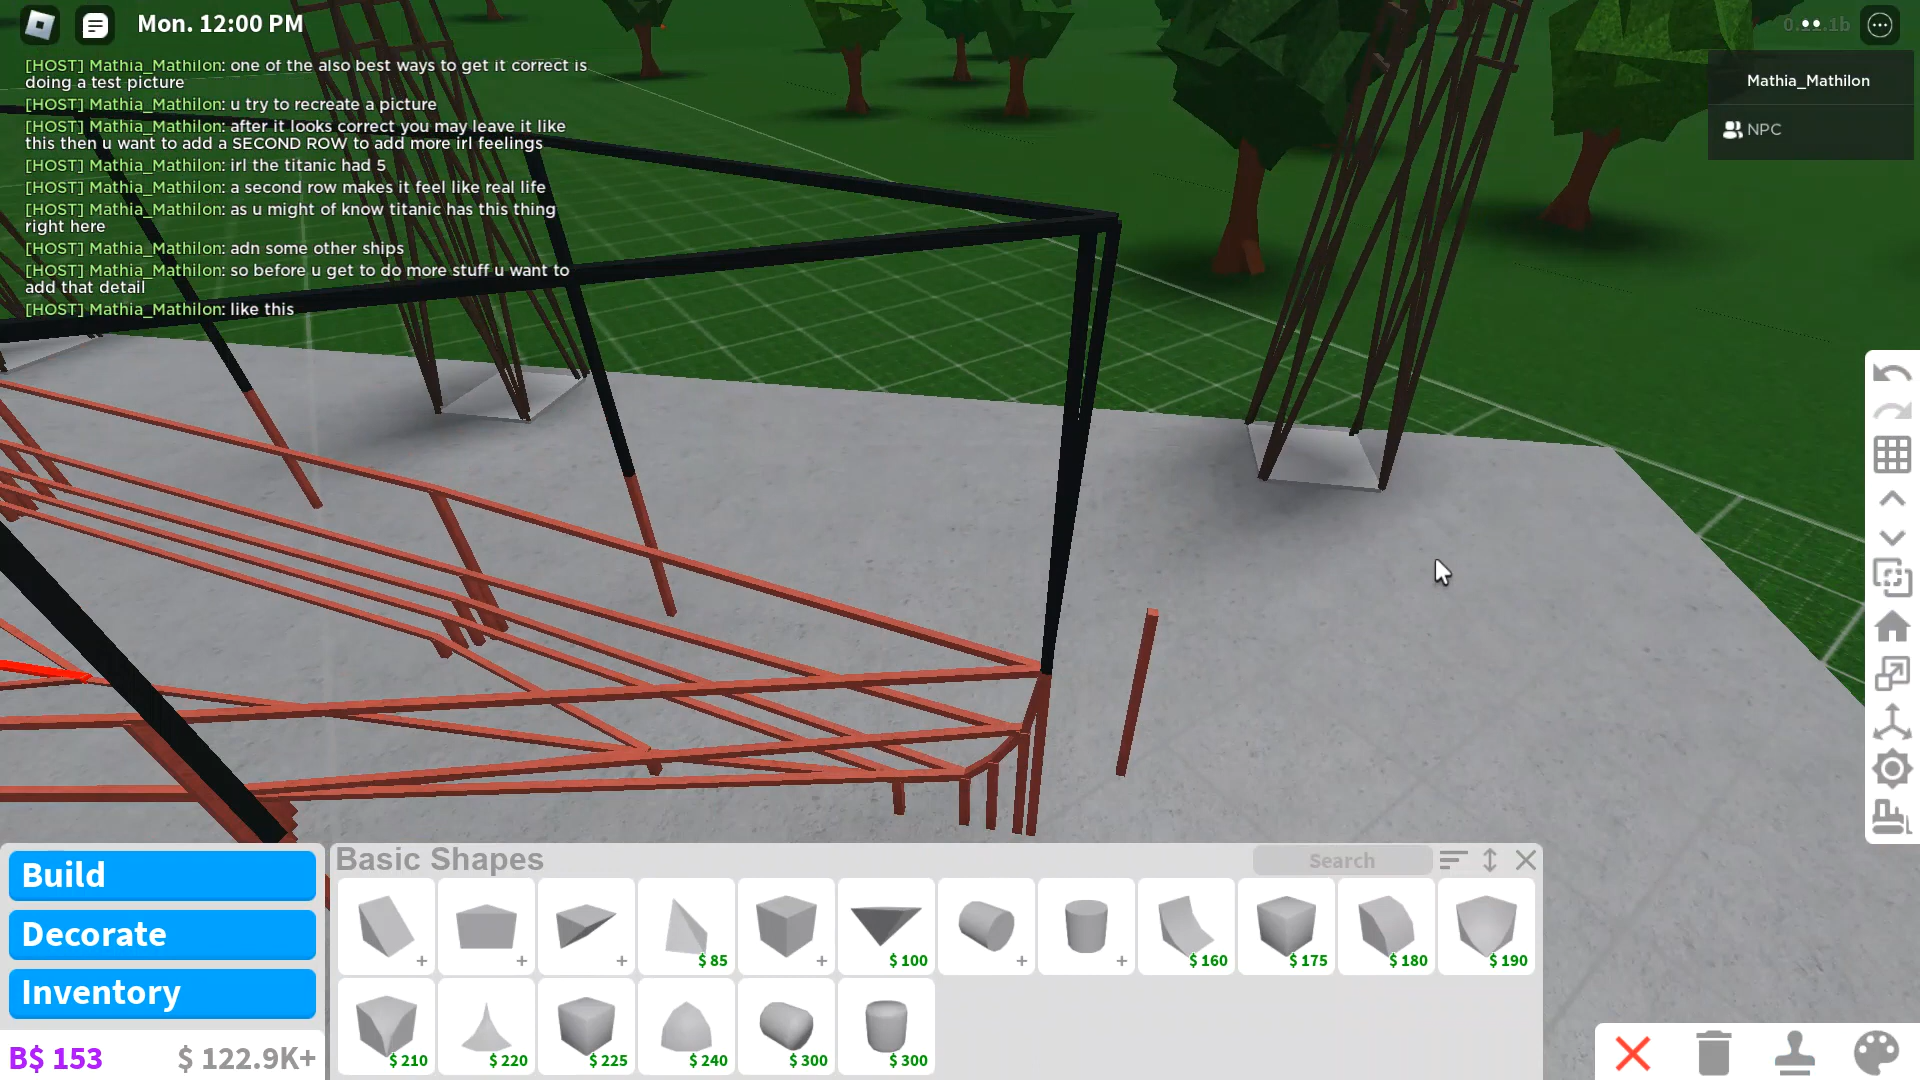 Mon. 12:00 PM
[HOST] Mathia_Mathilon: one of the also best ways to get it correct is
doing a test picture
[HOST] Mathia_Mathilon: u try to recreate a picture
[HOST] Mathia_Mathilon: after it looks correct you may leave it like
this then u want to add a SECOND ROW to add more irl feelings
[HOST] Mathia_Mathilon: irl the titanic had 5
[HOST] Mathia_Mathilon: a second row makes it feel like real life
[HOST] Mathia_Mathilon: as u might of know titanic has this thing
right here
[HOST] Mathia_Mathilon: adn some other ships
[HOST] Mathia_Mathilon: so before u get to do more stuff u want to
add that detail
[HOST] Mathia_Mathilon: like this
Mathia_Mathilon
NPC
Build
Decorate
Inventory
B$ 153
$ 122.9K+
Basic Shapes
Search
+ + + $ 85 + $ 100 + + $ 160 $ 175 $ 180 $ 190
$ 210 $ 220 $ 225 $ 240 $ 300 $ 300